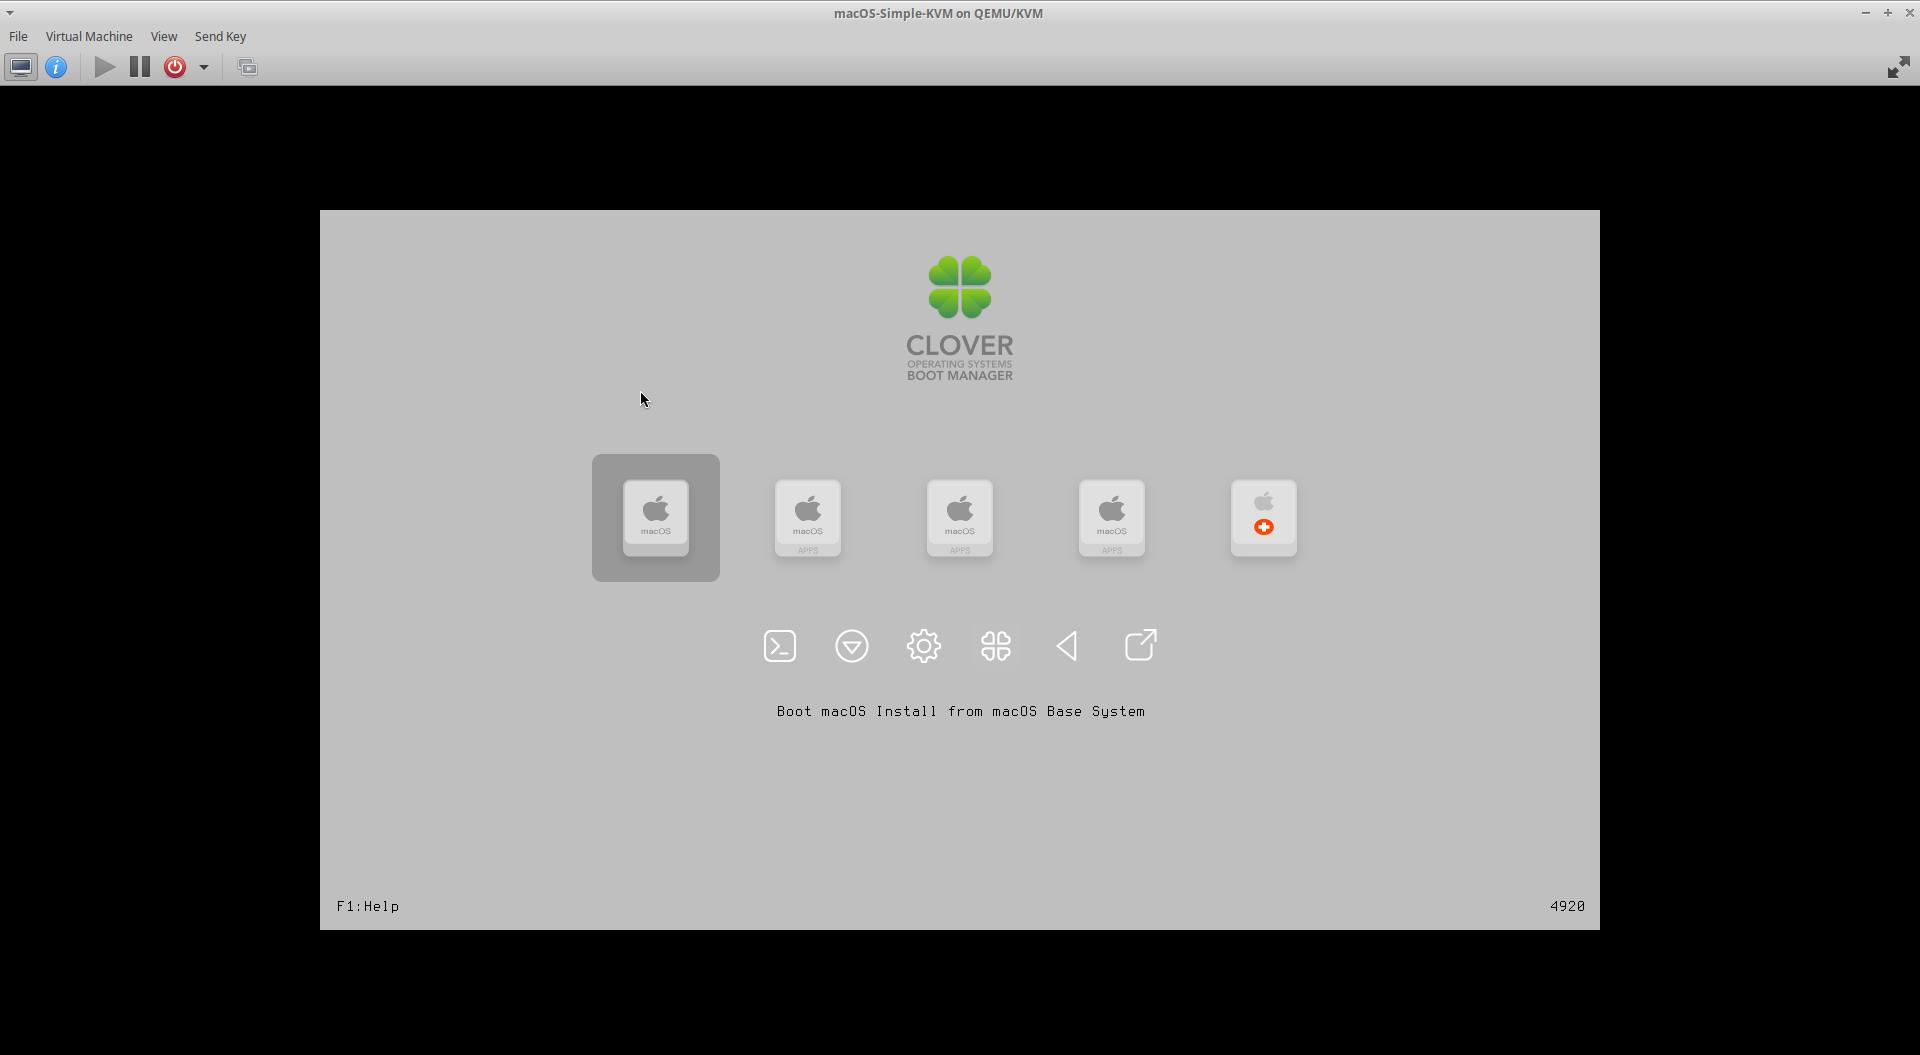 macOS-Simple-KVM on QEMU/KVM
File Virtual Machine View Send Key
CLOVER
OPERATING SYSTEMS
BOOT MANAGER
macOS macOS macOS macOS
APFS APFS APFS
Boot macOS Install from macOS Base System
F1:Help 4920